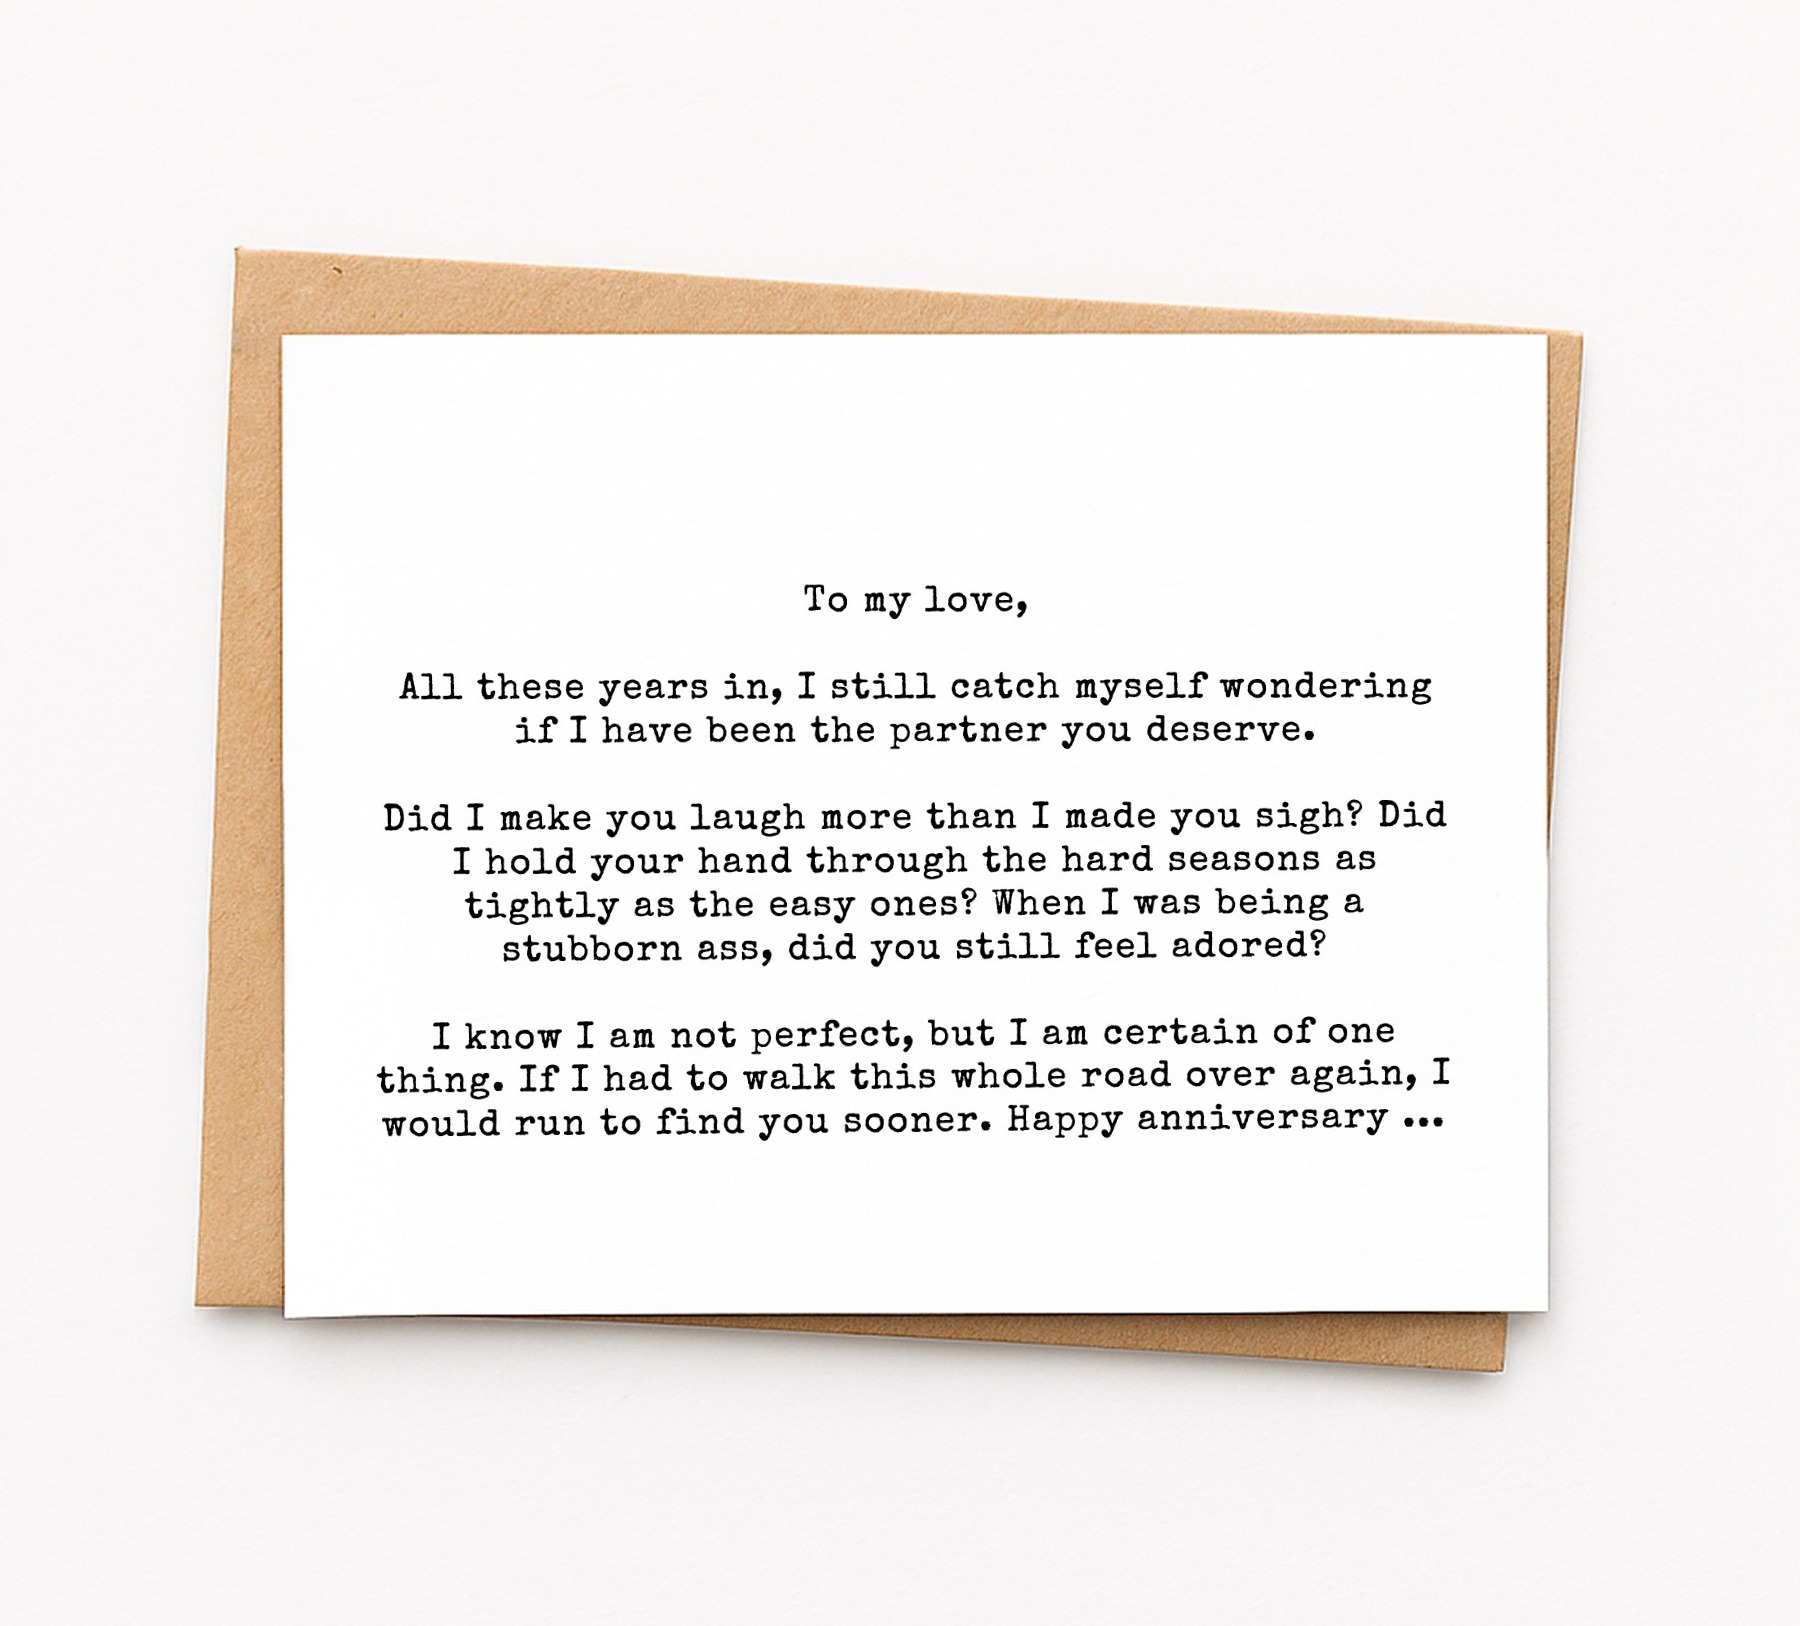 To my love,
All these years in, I still catch myself wondering
if I have been the partner you deserve.
Did I make you laugh more than I made you sigh? Did
I hold your hand through the hard seasons as
tightly as the easy ones? When I was being a
stubborn ass, did you still feel adored?
I know I am not perfect, but I am certain of one
thing. If I had to walk this whole road over again, I
would run to find you sooner. Happy anniversary ...